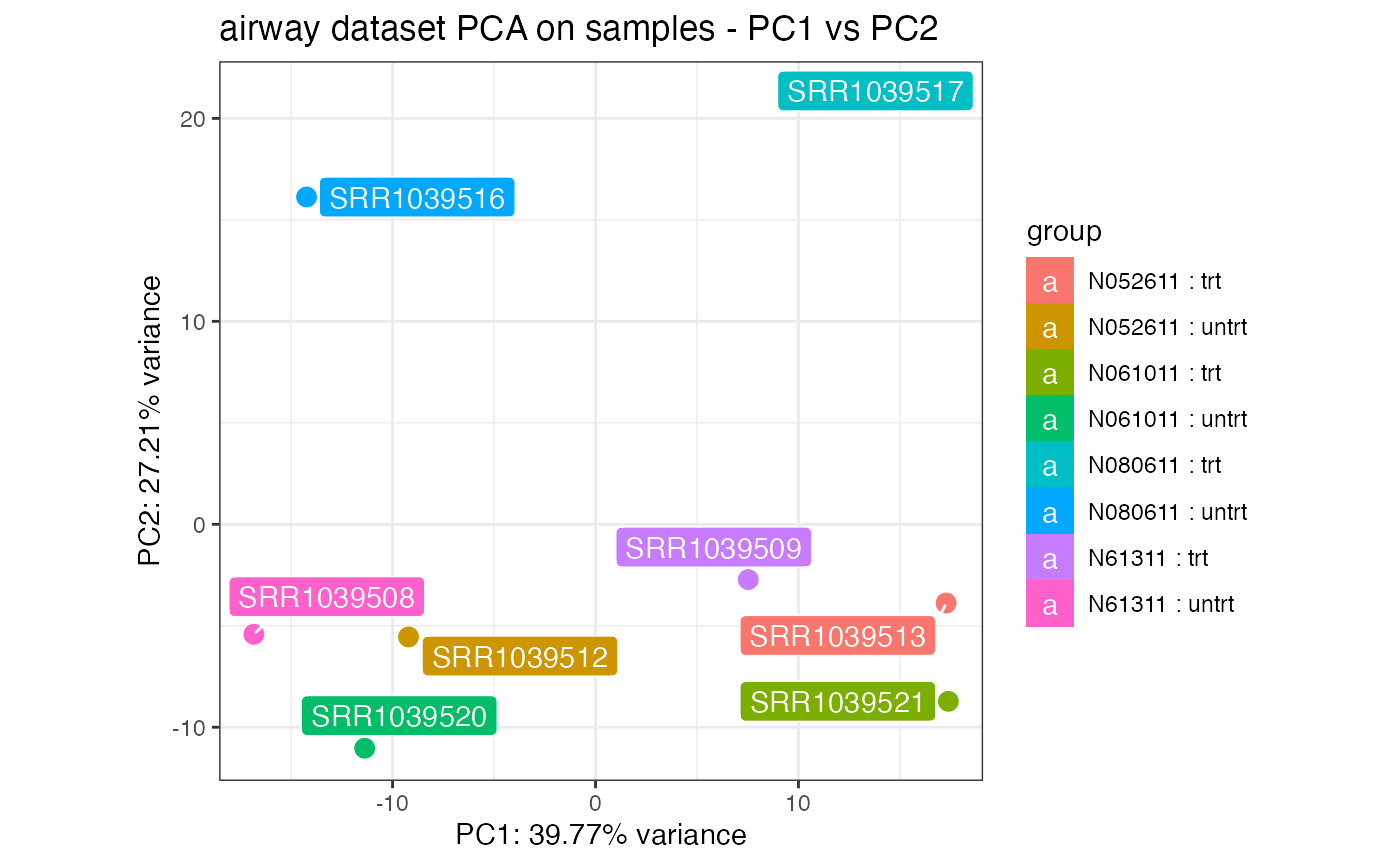 airway dataset PCA on samples - PC1 vs PC2
SRR1039517
20
SRR1039516
10
PC2: 27.21% variance
0
SRR1039509
SRR1039508
SRR1039513
SRR1039512
SRR1039521
SRR1039520
-10
-10
0
10
PC1: 39.77% variance
group
a N052611 : trt
a N052611 : untrt
a N061011 : trt
a N061011 : untrt
a N080611 : trt
a N080611 : untrt
a N61311 : trt
a N61311 : untrt